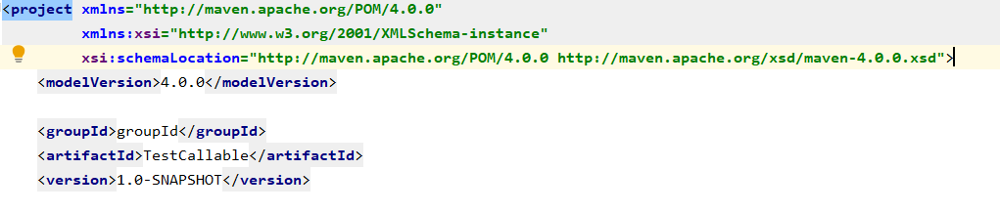 <project xmlns="http://maven.apache.org/POM/4.0.0"
xmlns:xsi="http://www.w3.org/2001/XMLSchema-instance"
xsi:schemaLocation="http://maven.apache.org/POM/4.0.0 http://maven.apache.org/xsd/maven-4.0.0.xsd">
<modelVersion>4.0.0</modelVersion>
<groupId>groupId</groupId>
<artifactId>TestCallable</artifactId>
<version>1.0-SNAPSHOT</version>